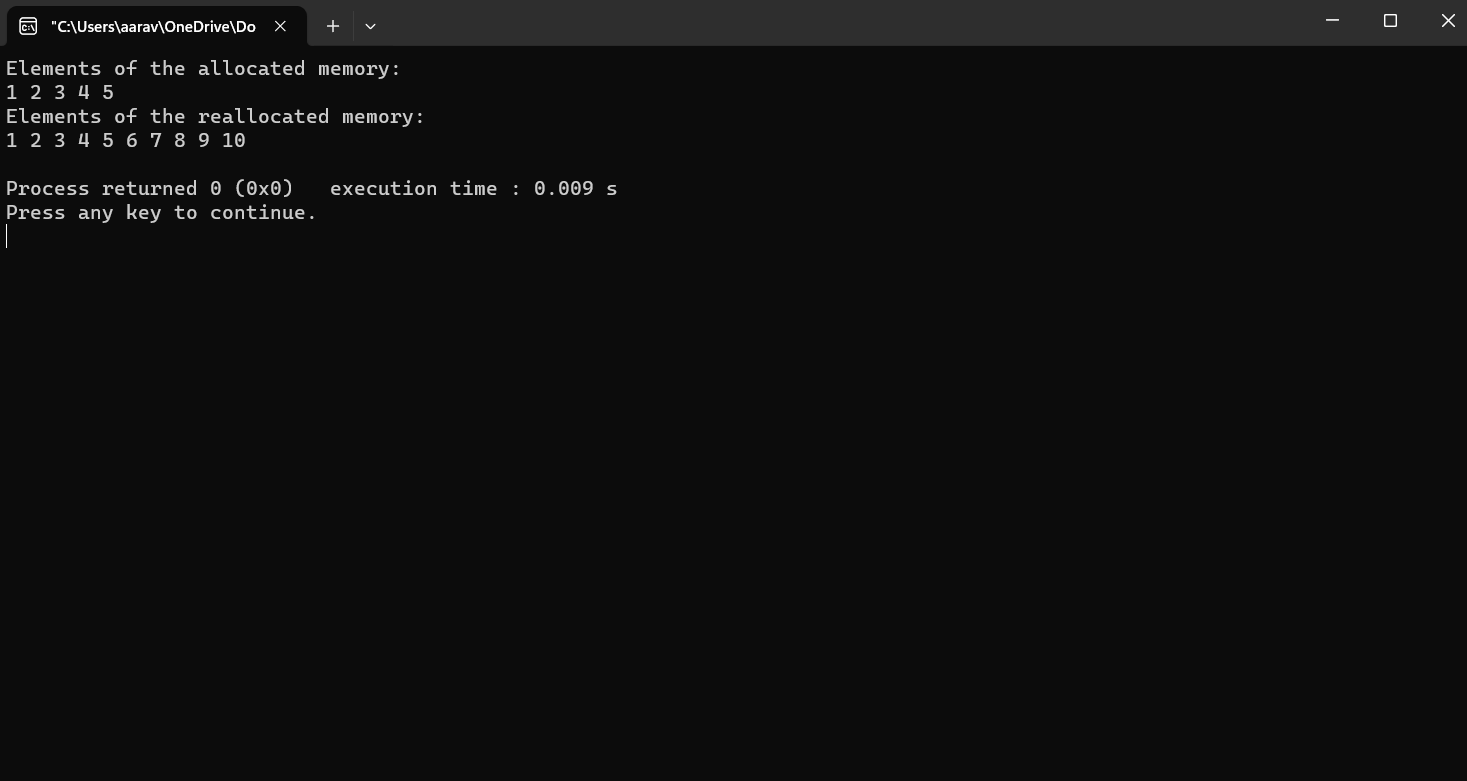 "C:\Users\aarav\OneDrive\Do
Elements of the allocated memory:
1 2 3 4 5
Elements of the reallocated memory:
1 2 3 4 5 6 7 8 9 10
Process returned 0 (0x0)   execution time : 0.009 s
Press any key to continue.